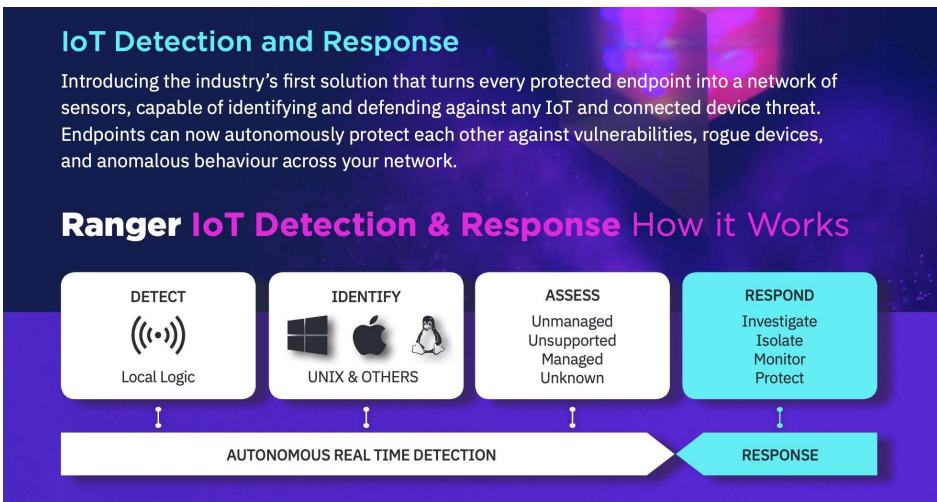 IoT Detection and Response
Introducing the industry's first solution that turns every protected endpoint into a network of
sensors, capable of identifying and defending against any IoT and connected device threat.
Endpoints can now autonomously protect each other against vulnerabilities, rogue devices,
and anomalous behaviour across your network.
Ranger IoT Detection & Response How it Works
DETECT
Local Logic
IDENTIFY
UNIX & OTHERS
ASSESS
Unmanaged
Unsupported
Managed
Unknown
RESPOND
Investigate
Isolate
Monitor
Protect
AUTONOMOUS REAL TIME DETECTION
RESPONSE